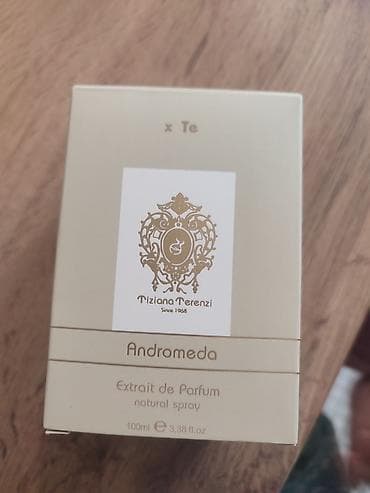 x Te
Tiziana Terenzi
Since 1968
Andromeda
Extrait de Parfum
natural spray
100ml e 3,38 fl.oz